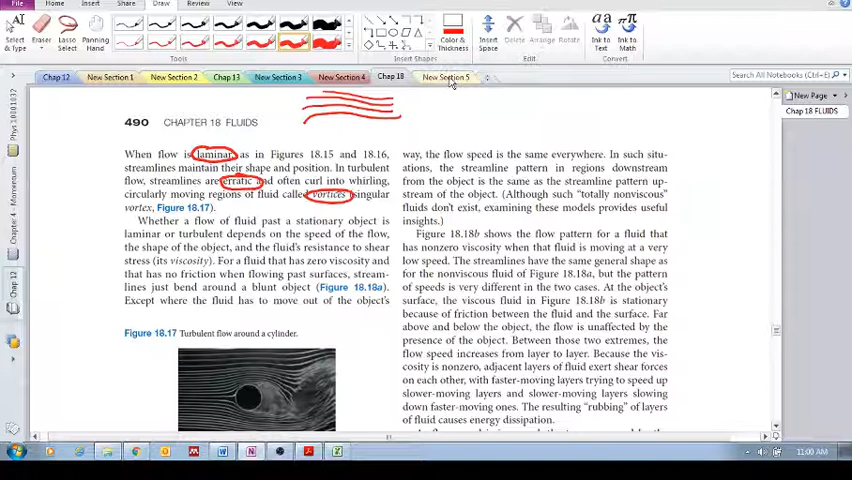 Draw
Select & Type
Eraser
Lasso Select
Panning Hand
Tools
Insert Shapes
Color & Thickness
Insert Space
Delete
Arrange
Rotate
Edit
Ink to Text
Ink to Math
Convert
Chap 12
New Section 1
New Section 2
Chap 13
New Section 3
New Section 4
Chap 18
New Section 5
Search All Notebooks (Ctrl+E)
New Page
Chap 18 FLUIDS
Phys 10001032
Chapter 4 - Momentum
Chap 12
490 CHAPTER 18 FLUIDS
When flow is laminar, as in Figures 18.15 and 18.16,
streamlines maintain their shape and position. In turbulent
flow, streamlines are erratic and often curl into whirling,
circularly moving regions of fluid called vortices (singular
vortex, Figure 18.17).
Whether a flow of fluid past a stationary object is
laminar or turbulent depends on the speed of the flow,
the shape of the object, and the fluid's resistance to shear
stress (its viscosity). For a fluid that has zero viscosity and
that has no friction when flowing past surfaces, stream-
lines just bend around a blunt object (Figure 18.18a).
Except where the fluid has to move out of the object's
Figure 18.17 Turbulent flow around a cylinder.
way, the flow speed is the same everywhere. In such situ-
ations, the streamline pattern in regions downstream
from the object is the same as the streamline pattern up-
stream of the object. (Although such "totally nonviscous"
fluids don't exist, examining these models provides useful
insights.)
Figure 18.18b shows the flow pattern for a fluid that
has nonzero viscosity when that fluid is moving at a very
low speed. The streamlines have the same general shape as
for the nonviscous fluid of Figure 18.18a, but the pattern
of speeds is very different in the two cases. At the object's
surface, the viscous fluid in Figure 18.18b is stationary
because of friction between the fluid and the surface. Far
above and below the object, the flow is unaffected by the
presence of the object. Between those two extremes, the
flow speed increases from layer to layer. Because the vis-
cosity is nonzero, adjacent layers of fluid exert shear forces
on each other, with faster-moving layers trying to speed up
slower-moving layers and slower-moving layers slowing
down faster-moving ones. The resulting "rubbing" of layers
of fluid causes energy dissipation.
11:00 AM